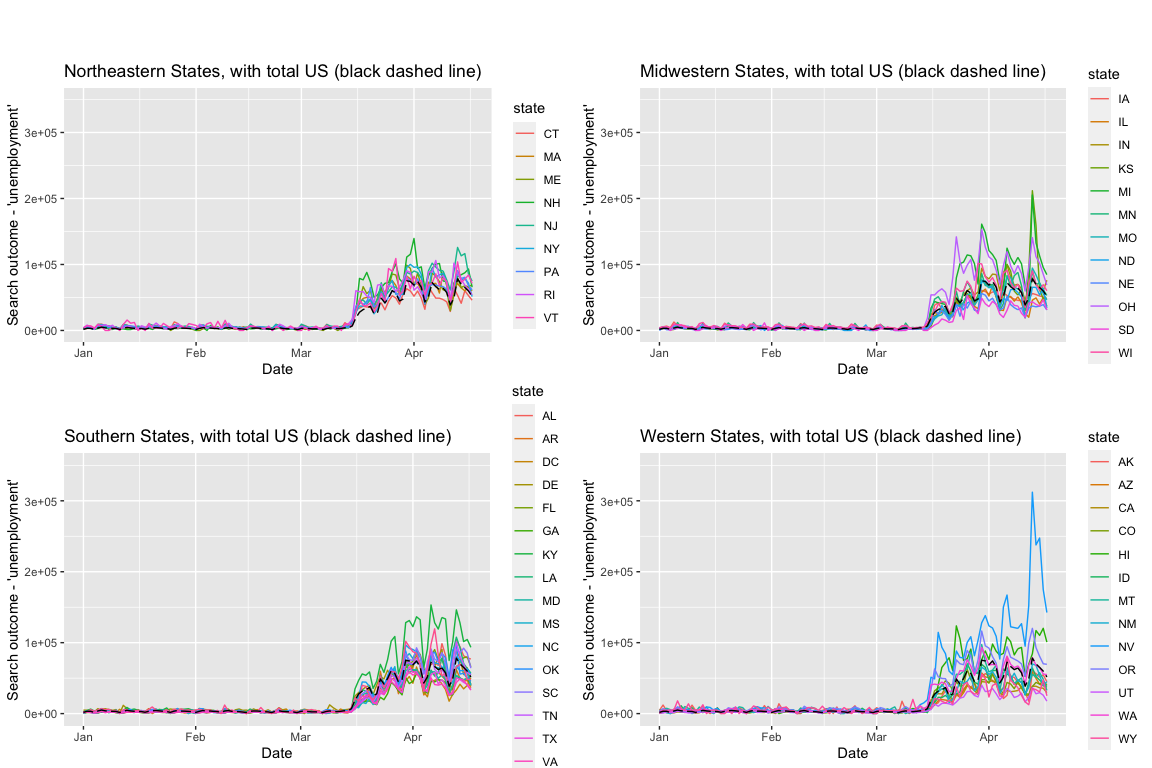 Northeastern States, with total US (black dashed line)
Search outcome - 'unemployment'
3e+05
2e+05
1e+05
0e+00
Jan
Feb
Mar
Apr
Date
state
CT
MA
ME
NH
NJ
NY
PA
RI
VT
Midwestern States, with total US (black dashed line)
Search outcome - 'unemployment'
3e+05
2e+05
1e+05
0e+00
Jan
Feb
Mar
Apr
Date
state
IA
IL
IN
KS
MI
MN
MO
ND
NE
OH
SD
WI
Southern States, with total US (black dashed line)
Search outcome - 'unemployment'
3e+05
2e+05
1e+05
0e+00
Jan
Feb
Mar
Apr
Date
state
AL
AR
DC
DE
FL
GA
KY
LA
MD
MS
NC
OK
SC
TN
TX
VA
Western States, with total US (black dashed line)
Search outcome - 'unemployment'
3e+05
2e+05
1e+05
0e+00
Jan
Feb
Mar
Apr
Date
state
AK
AZ
CA
CO
HI
ID
MT
NM
NV
OR
UT
WA
WY